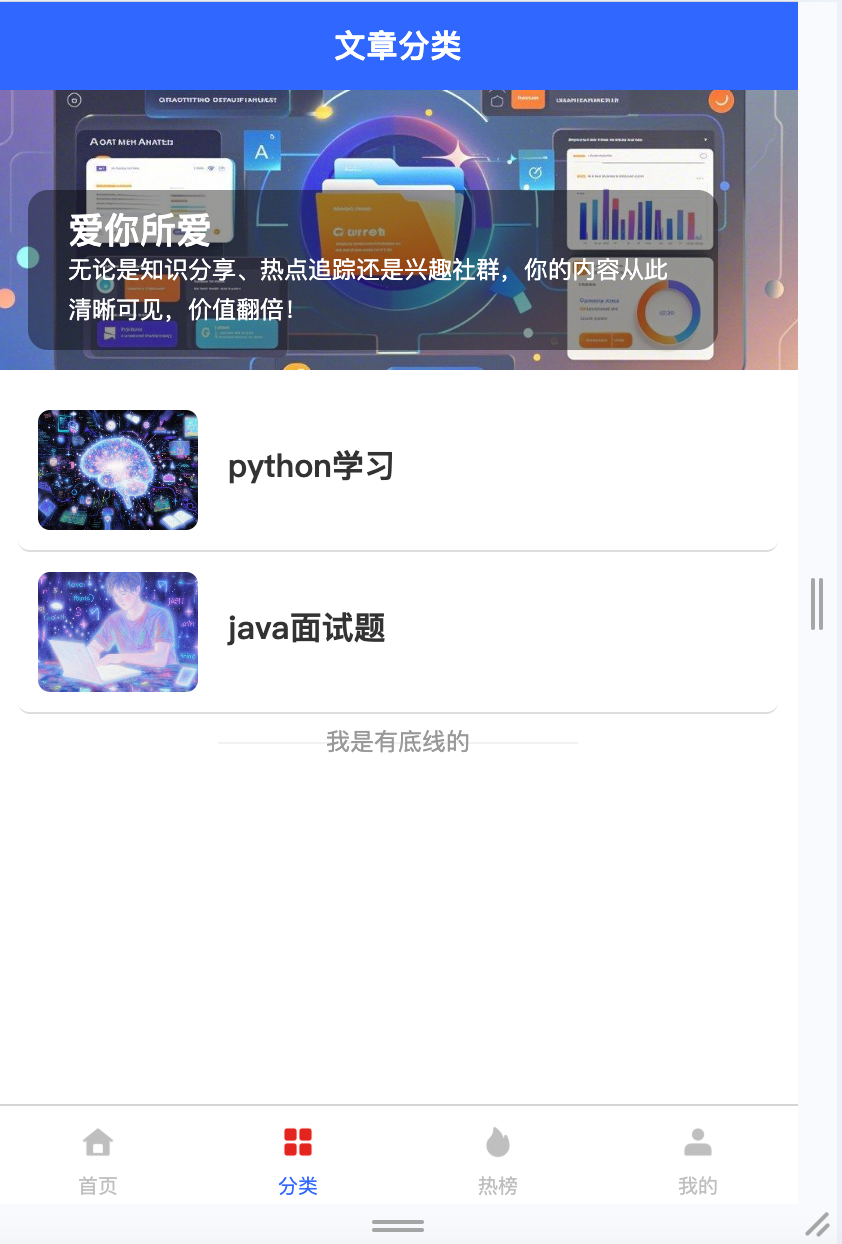 文章分类
A
爱你所爱
无论是知识分享、热点追踪还是兴趣社群，你的内容从此
清晰可见，价值翻倍！
python学习
java面试题
我是有底线的
首页
分类
热榜
我的